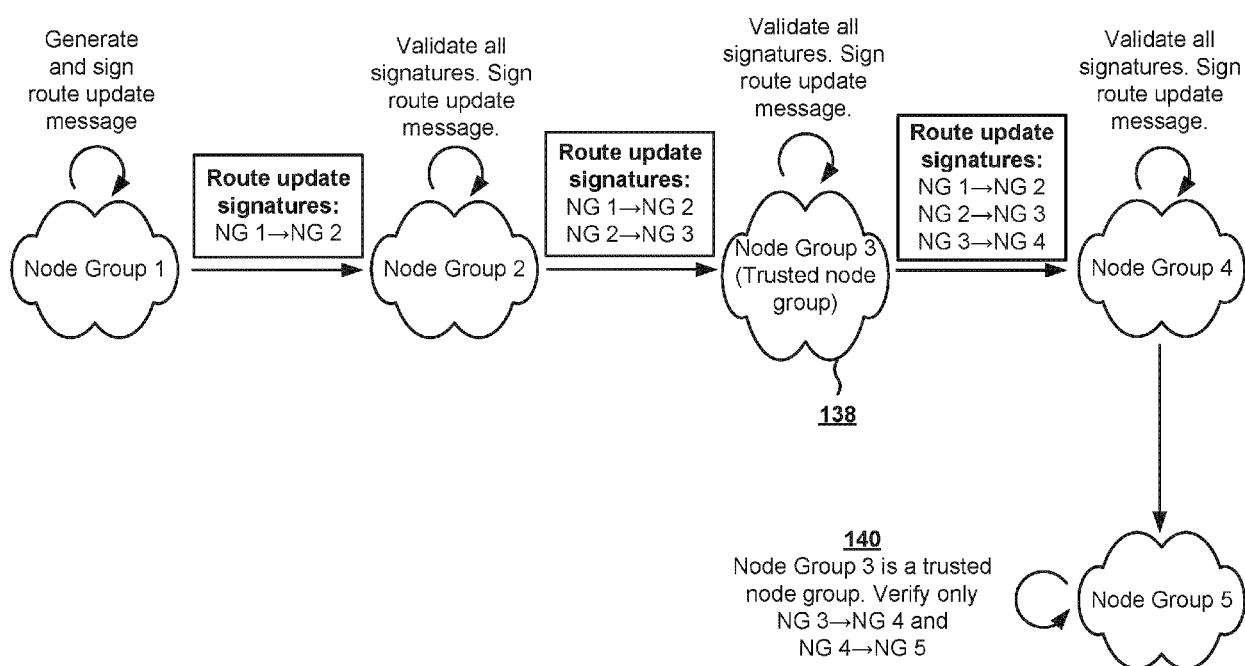 Generate
and sign
route update
message
Route update
signatures:
NG 1→NG 2
Node Group 1
Validate all
signatures. Sign
route update
message.
Route update
signatures:
NG 1→NG 2
NG 2→NG 3
Node Group 2
Validate all
signatures. Sign
route update
message.
Route update
signatures:
NG 1→NG 2
NG 2→NG 3
NG 3→NG 4
Node Group 3
(Trusted node
group)
138
Validate all
signatures. Sign
route update
message.
Node Group 4
140
Node Group 3 is a trusted
node group. Verify only
NG 3→NG 4 and
NG 4→NG 5
Node Group 5